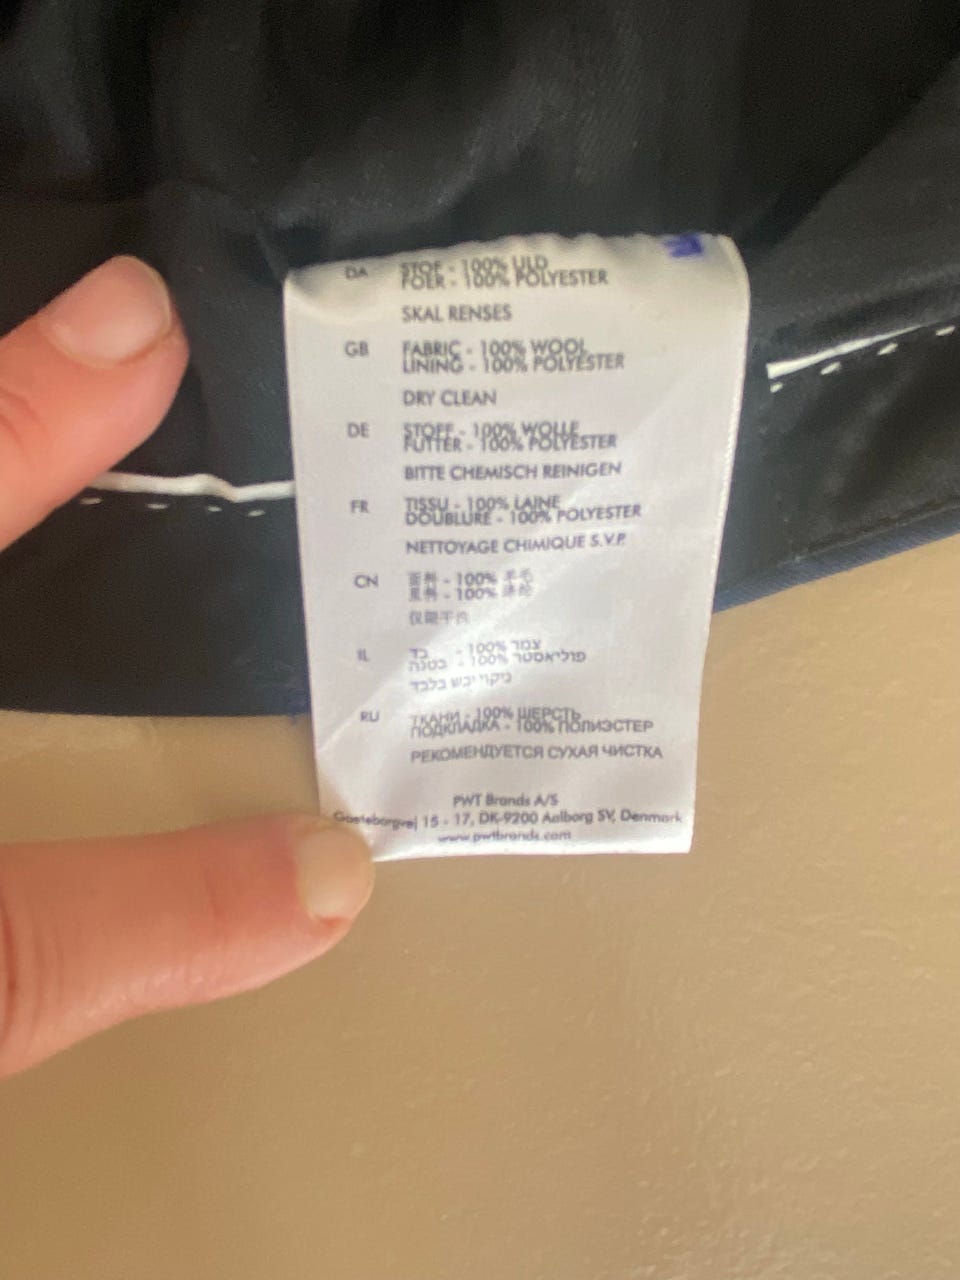 DA STOF - 100% ULD
FOER - 100% POLYESTER
SKAL RENSES
GB FABRIC - 100% WOOL
LINING - 100% POLYESTER
DRY CLEAN
DE STOFF - 100% WOLLE
FUTTER - 100% POLYESTER
BITTE CHEMISCH REINIGEN
FR TISSU - 100% LAINE
DOUBLURE - 100% POLYESTER
NETTOYAGE CHIMIQUE S.V.P.
CN 面料 - 100% 羊毛
里料 - 100% 涤纶
仅限干洗
IL בד - 100% צמר
בטנה - 100% פוליאסטר
ניקוי יבש בלבד
RU ТКАНИ - 100% ШЕРСТЬ
ПОДКЛАДКА - 100% ПОЛИЭСТЕР
РЕКОМЕНДУЕТСЯ СУХАЯ ЧИСТКА
PWT Brands A/S
15 - 17, DK-9200 Aalborg SV, Denmark
www.pwtbrands.com